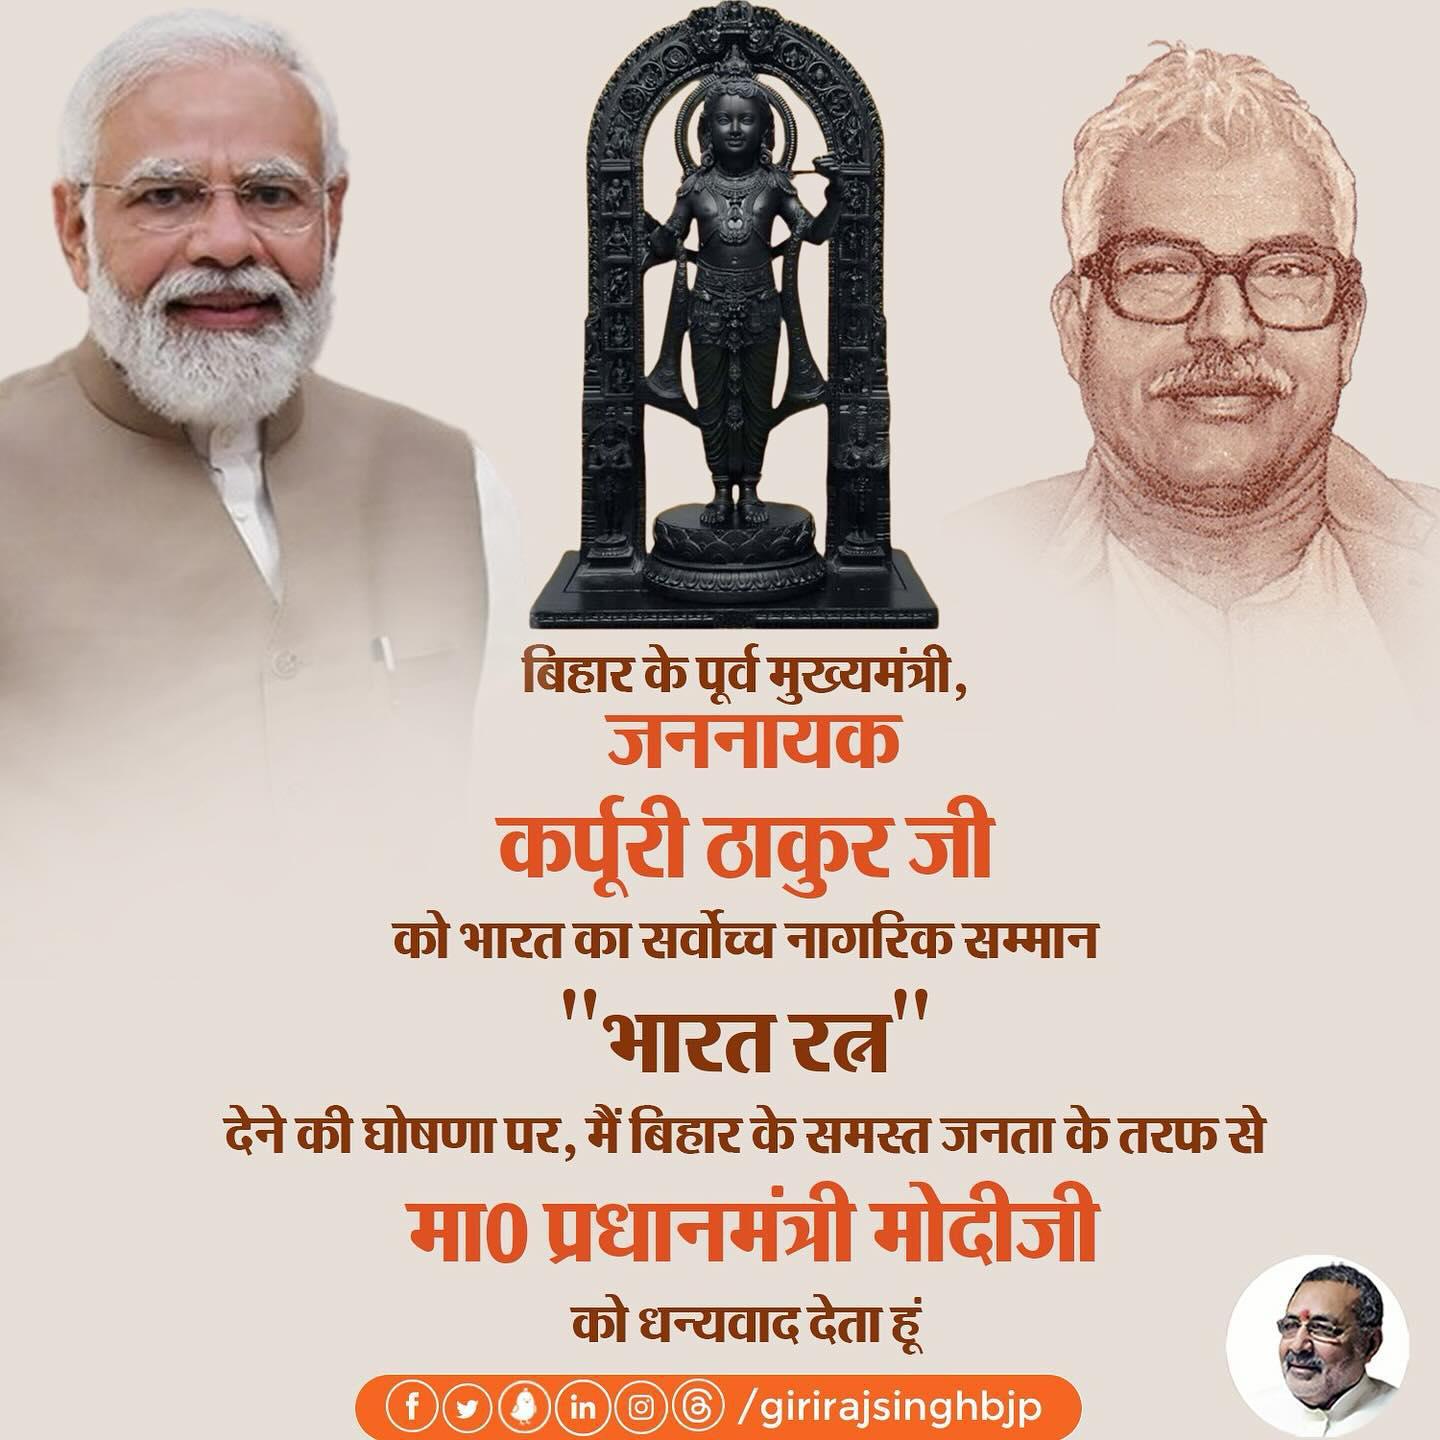 बिहार के पूर्व मुख्यमंत्री,
जननायक
कर्पूरी ठाकुर जी
को भारत का सर्वोच्च नागरिक सम्मान
"भारत रत्न"
देने की घोषणा पर, मैं बिहार के समस्त जनता के तरफ से
मा0 प्रधानमंत्री मोदीजी
को धन्यवाद देता हूं
/girirajsinghbjp